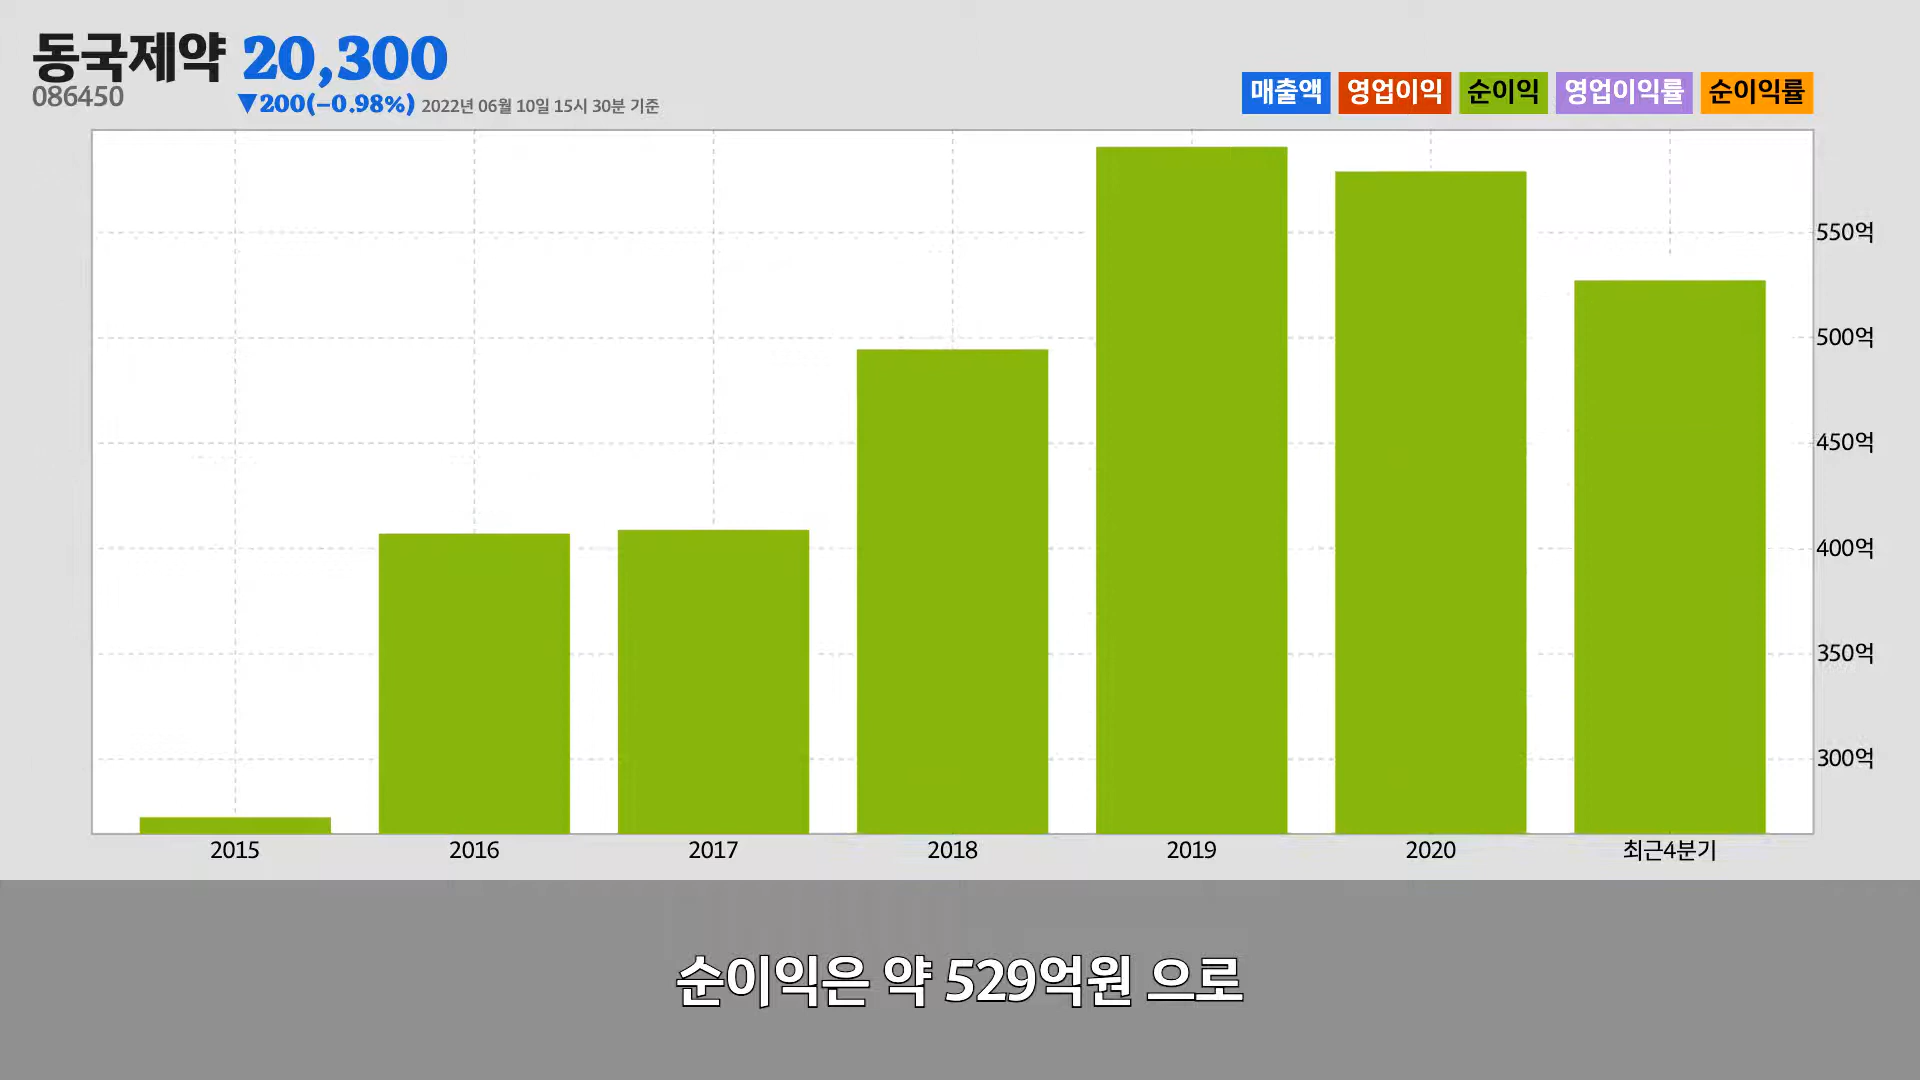 동국제약 20,300
086450
▼200(−0.98%) 2022년 06월 10일 15시 30분 기준
매출액 영업이익 순이익 영업이익률 순이익률
550억
500억
450억
400억
350억
300억
2015 2016 2017 2018 2019 2020 최근4분기
순이익은 약 529억원 으로